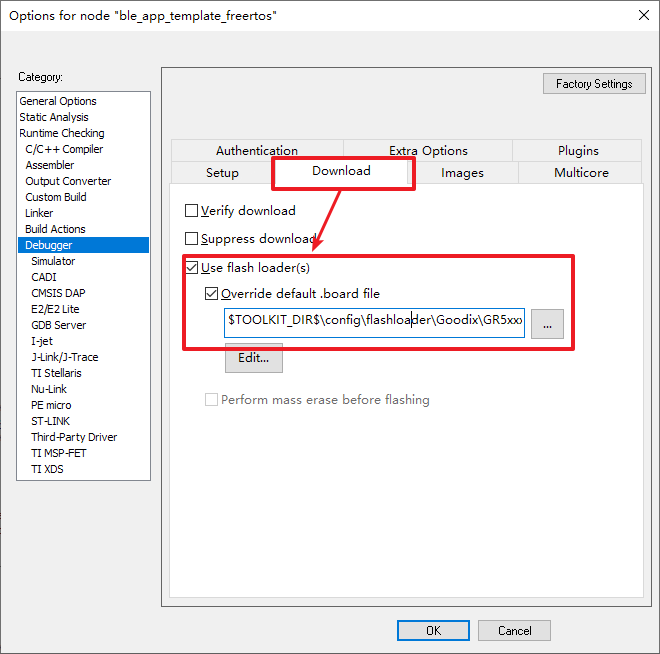 Options for node "ble_app_template_freertos"
Category:
General Options
Static Analysis
Runtime Checking
C/C++ Compiler
Assembler
Output Converter
Custom Build
Linker
Build Actions
Debugger
Simulator
CADI
CMSIS DAP
E2/E2 Lite
GDB Server
I-jet
J-Link/J-Trace
TI Stellaris
Nu-Link
PE micro
ST-LINK
Third-Party Driver
TI MSP-FET
TI XDS
Factory Settings
Authentication
Extra Options
Plugins
Setup
Download
Images
Multicore
Verify download
Suppress download
Use flash loader(s)
Override default .board file
$TOOLKIT_DIR$\config\flashloader\Goodix\GR5xx
...
Edit...
Perform mass erase before flashing
OK
Cancel